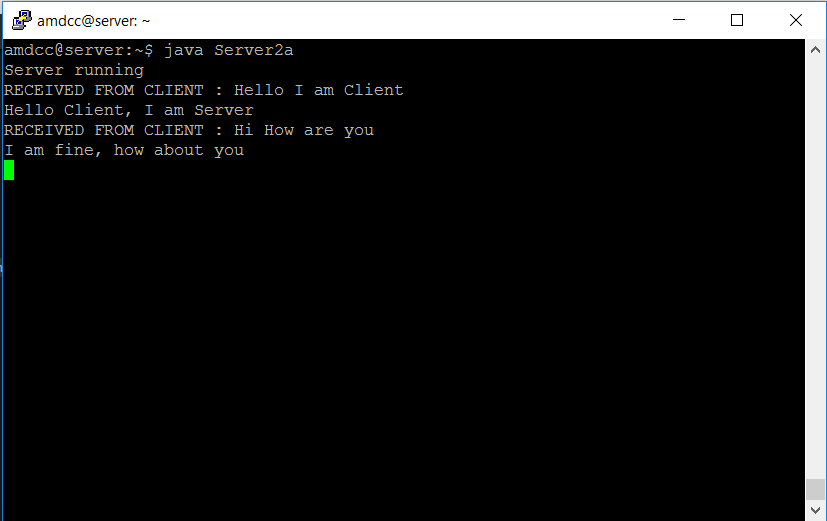 amdcc@server: ~
amdcc@server:~$ java Server2a
Server running
RECEIVED FROM CLIENT : Hello I am Client
Hello Client, I am Server
RECEIVED FROM CLIENT : Hi How are you
I am fine, how about you